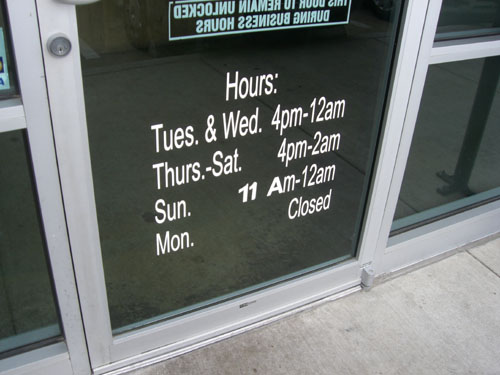 THIS DOOR TO REMAIN UNLOCKED
DURING BUSINESS HOURS
Hours:
Tues. & Wed. 4pm-12am
Thurs.-Sat. 4pm-2am
Sun. 11 Am-12am
Mon. Closed